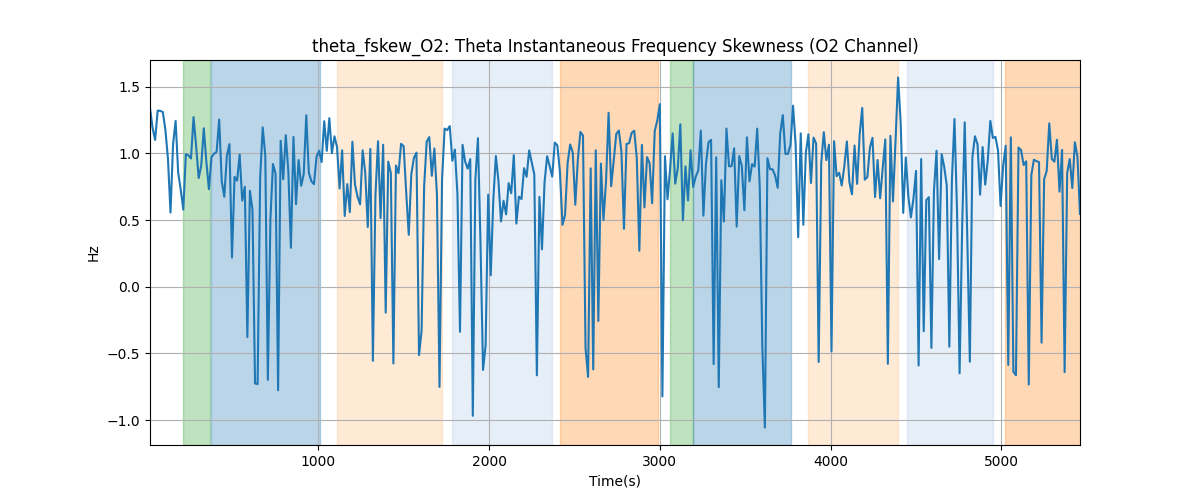 theta_fskew_O2: Theta Instantaneous Frequency Skewness (O2 Channel)
1.5
1.0
0.5
0.0
−0.5
−1.0
Hz
1000 2000 3000 4000 5000
Time(s)